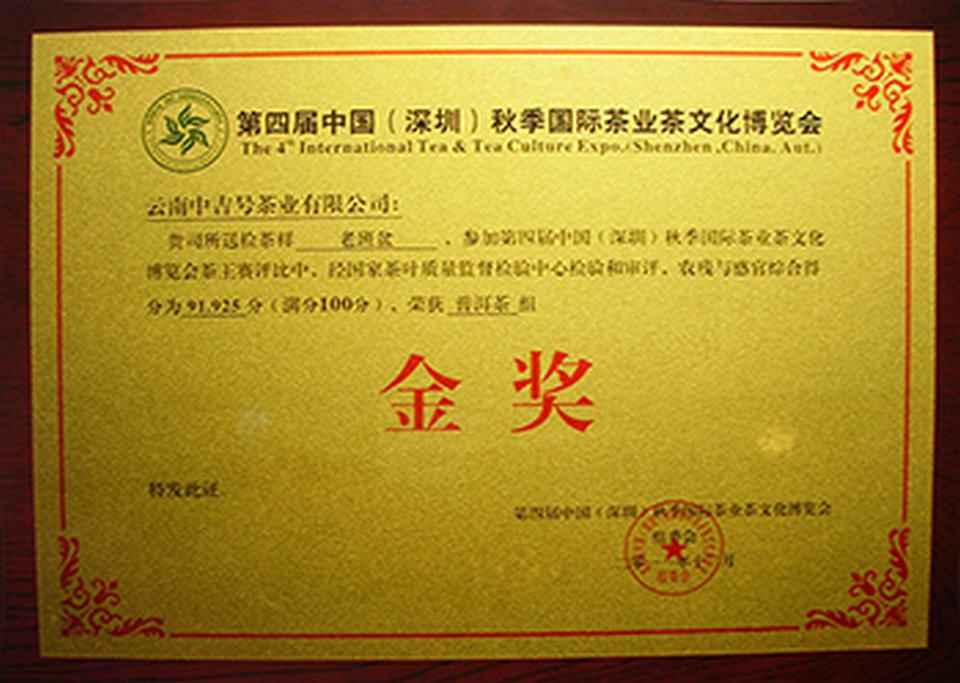 第四届中国（深圳）秋季国际茶业茶文化博览会
The 4th International Tea & Tea Culture Expo.(Shenzhen .China. Aut.)
云南中吉号茶业有限公司:
贵司所送检茶样 老班盆 ，参加第四届中国（深圳）秋季国际茶业茶文化
博览会茶王赛评比中，经国家茶叶质量监督检验中心检验和审评，农残与感官综合得
分为 91.925 分（满分100分），荣获 普洱茶 组
金 奖
特发此证
第四届中国（深圳）秋季国际茶业茶文化博览会
组委会
组委会